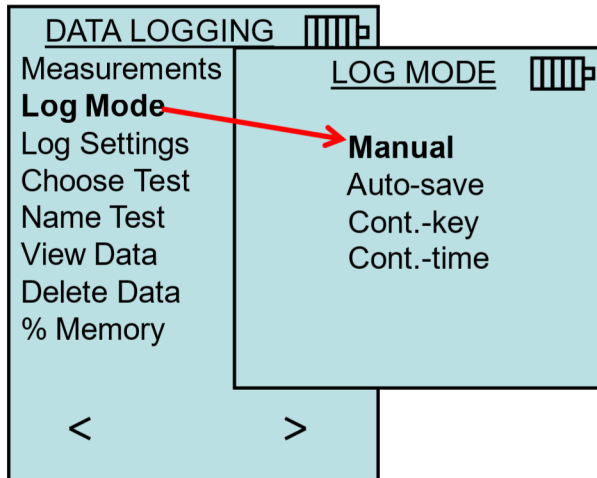 DATA LOGGING
Measurements
Log Mode
Log Settings
Choose Test
Name Test
View Data
Delete Data
% Memory
< >
LOG MODE
Manual
Auto-save
Cont.-key
Cont.-time